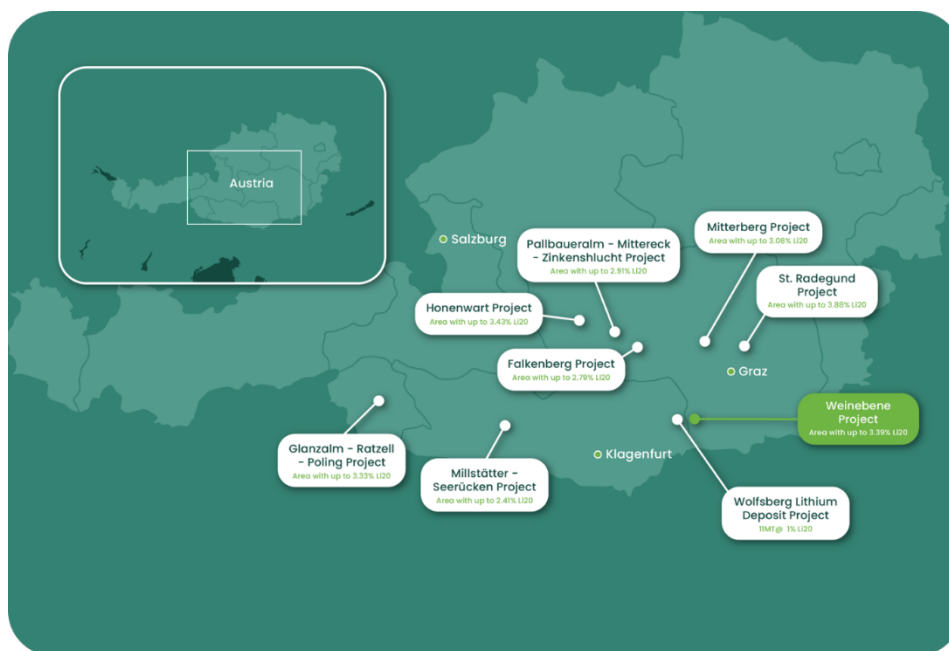 Austria
Salzburg
Pallbaueralm - Mittereck
- Zinkenshlucht Project
Area with up to 2.91% Li20
Mitterberg Project
Area with up to 3.08% Li20
St. Radegund
Project
Area with up to 3.88% Li20
Honenwart Project
Area with up to 3.43% Li20
Falkenberg Project
Area with up to 2.79% Li20
Graz
Weinebene
Project
Area with up to 3.39% Li20
Glanzalm - Ratzell
- Poling Project
Area with up to 3.33% Li20
Millstätter -
Seerücken Project
Area with up to 2.41% Li20
Klagenfurt
Wolfsberg Lithium
Deposit Project
11MT@ 1% Li20